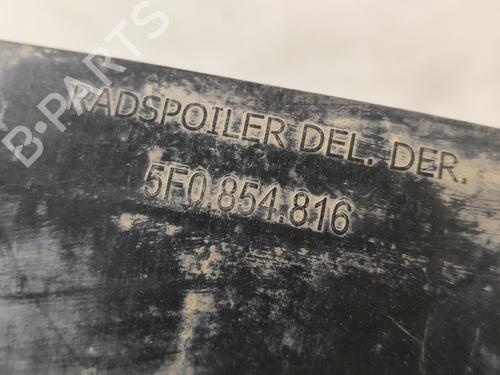 B-PARTS
RADSPOILER DEL. DER.
5F0.854.816